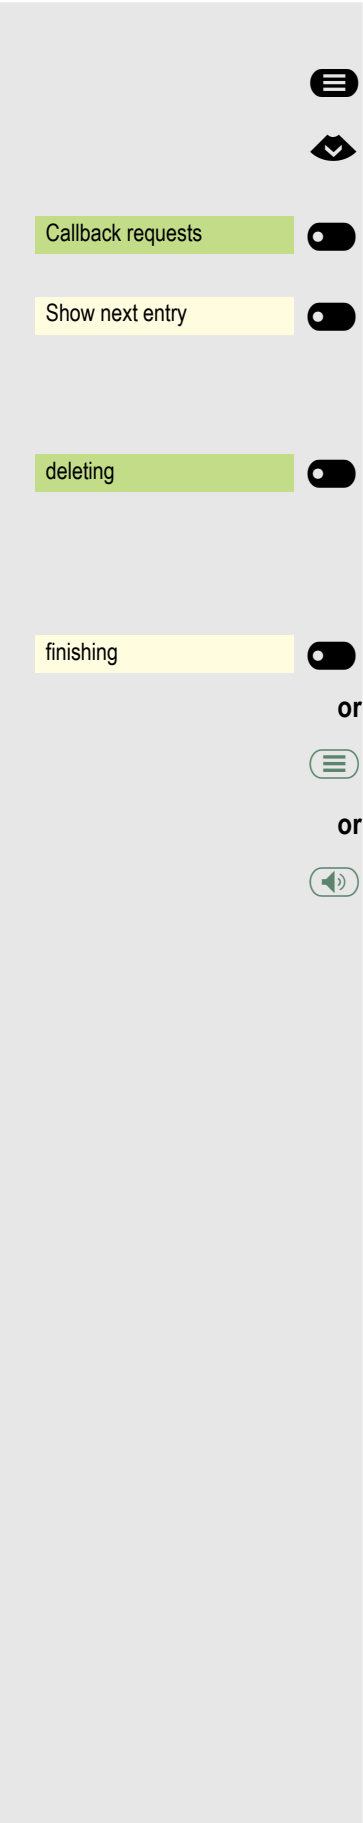 Callback requests
Show next entry
deleting
finishing
or
or